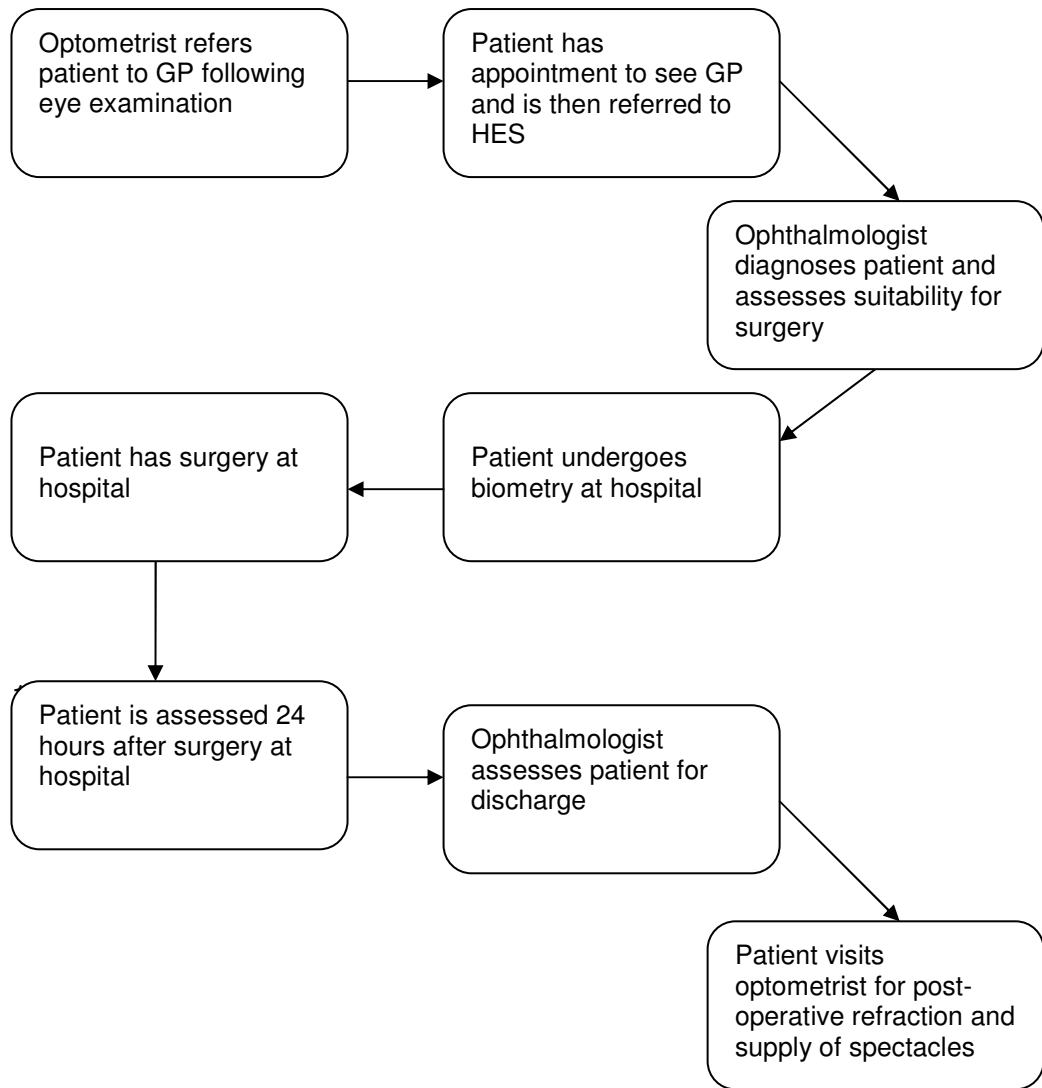 Optometrist refers
patient to GP following
eye examination
Patient has
appointment to see GP
and is then referred to
HES
Ophthalmologist
diagnoses patient and
assesses suitability for
surgery
Patient undergoes
biometry at hospital
Patient has surgery at
hospital
Patient is assessed 24
hours after surgery at
hospital
Ophthalmologist
assesses patient for
discharge
Patient visits
optometrist for post-
operative refraction and
supply of spectacles